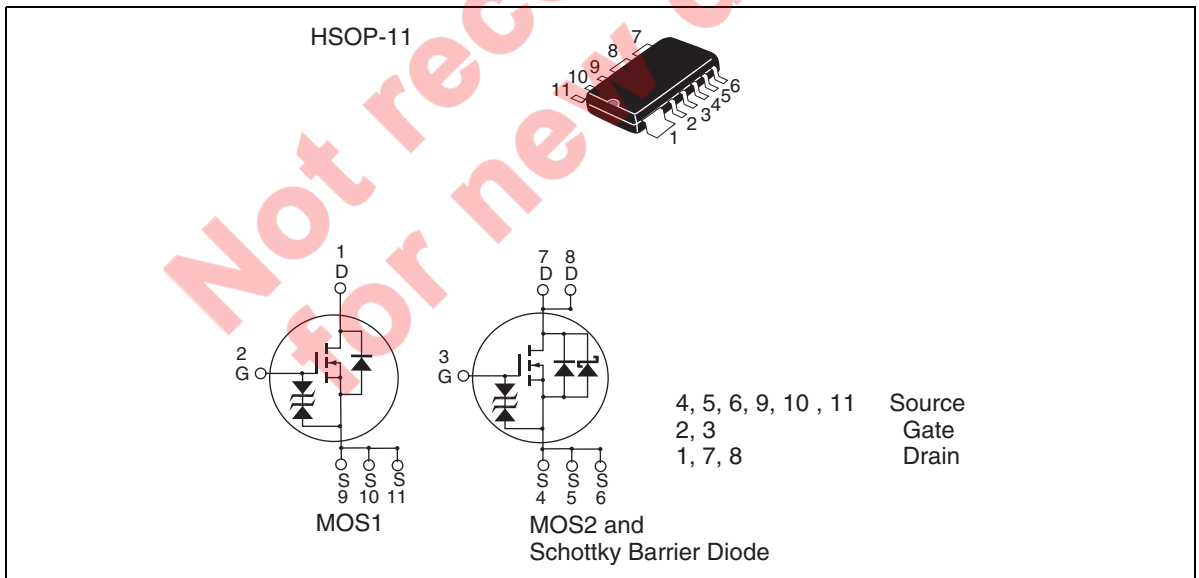 Not reco
for new d
HSOP-11
7
8
9
10
11
6
5
4
3
2
1
1
D
7 8
D D
2
G
3
G
S S S
9 10 11
MOS1
S S S
4 5 6
MOS2 and
Schottky Barrier Diode
4, 5, 6, 9, 10 , 11 Source
2, 3 Gate
1, 7, 8 Drain